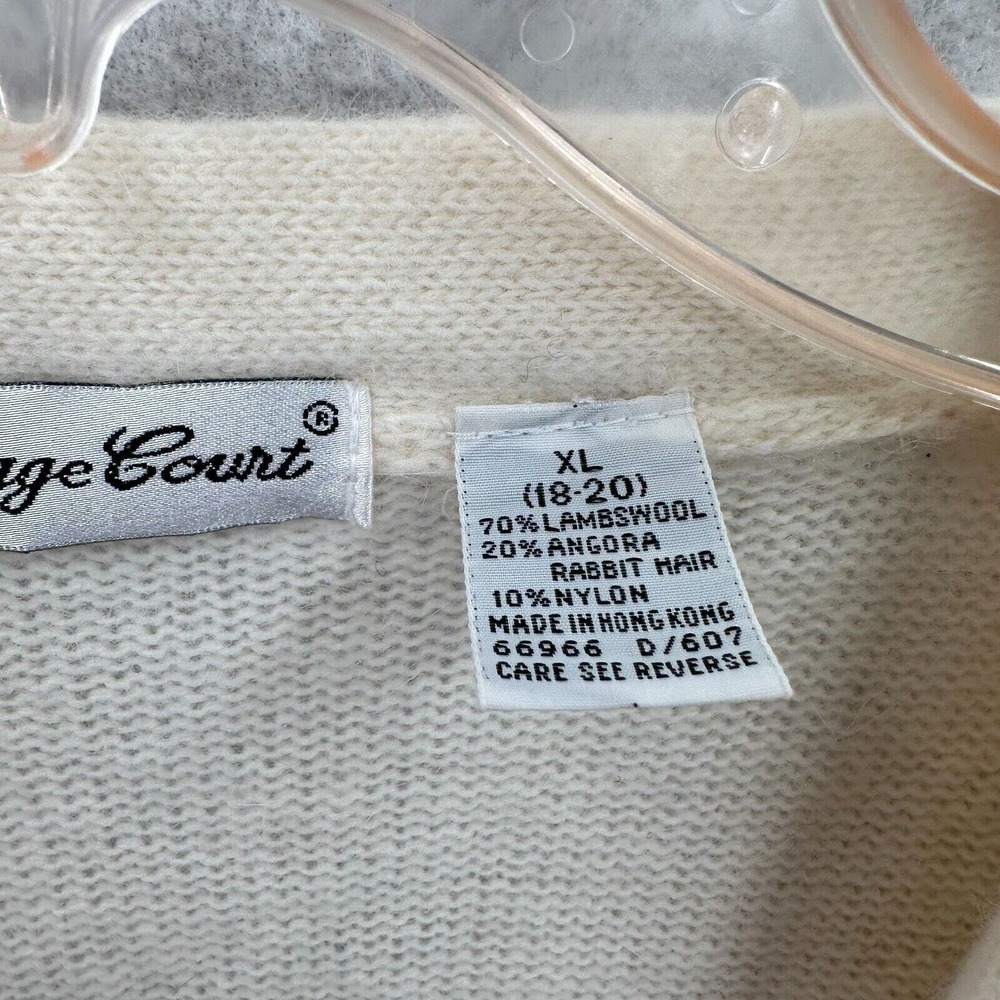 Court®
XL
(18-20)
70% LAMBSWOOL
20% ANGORA
RABBIT HAIR
10% NYLON
MADE IN HONG KONG
66966 D/607
CARE SEE REVERSE